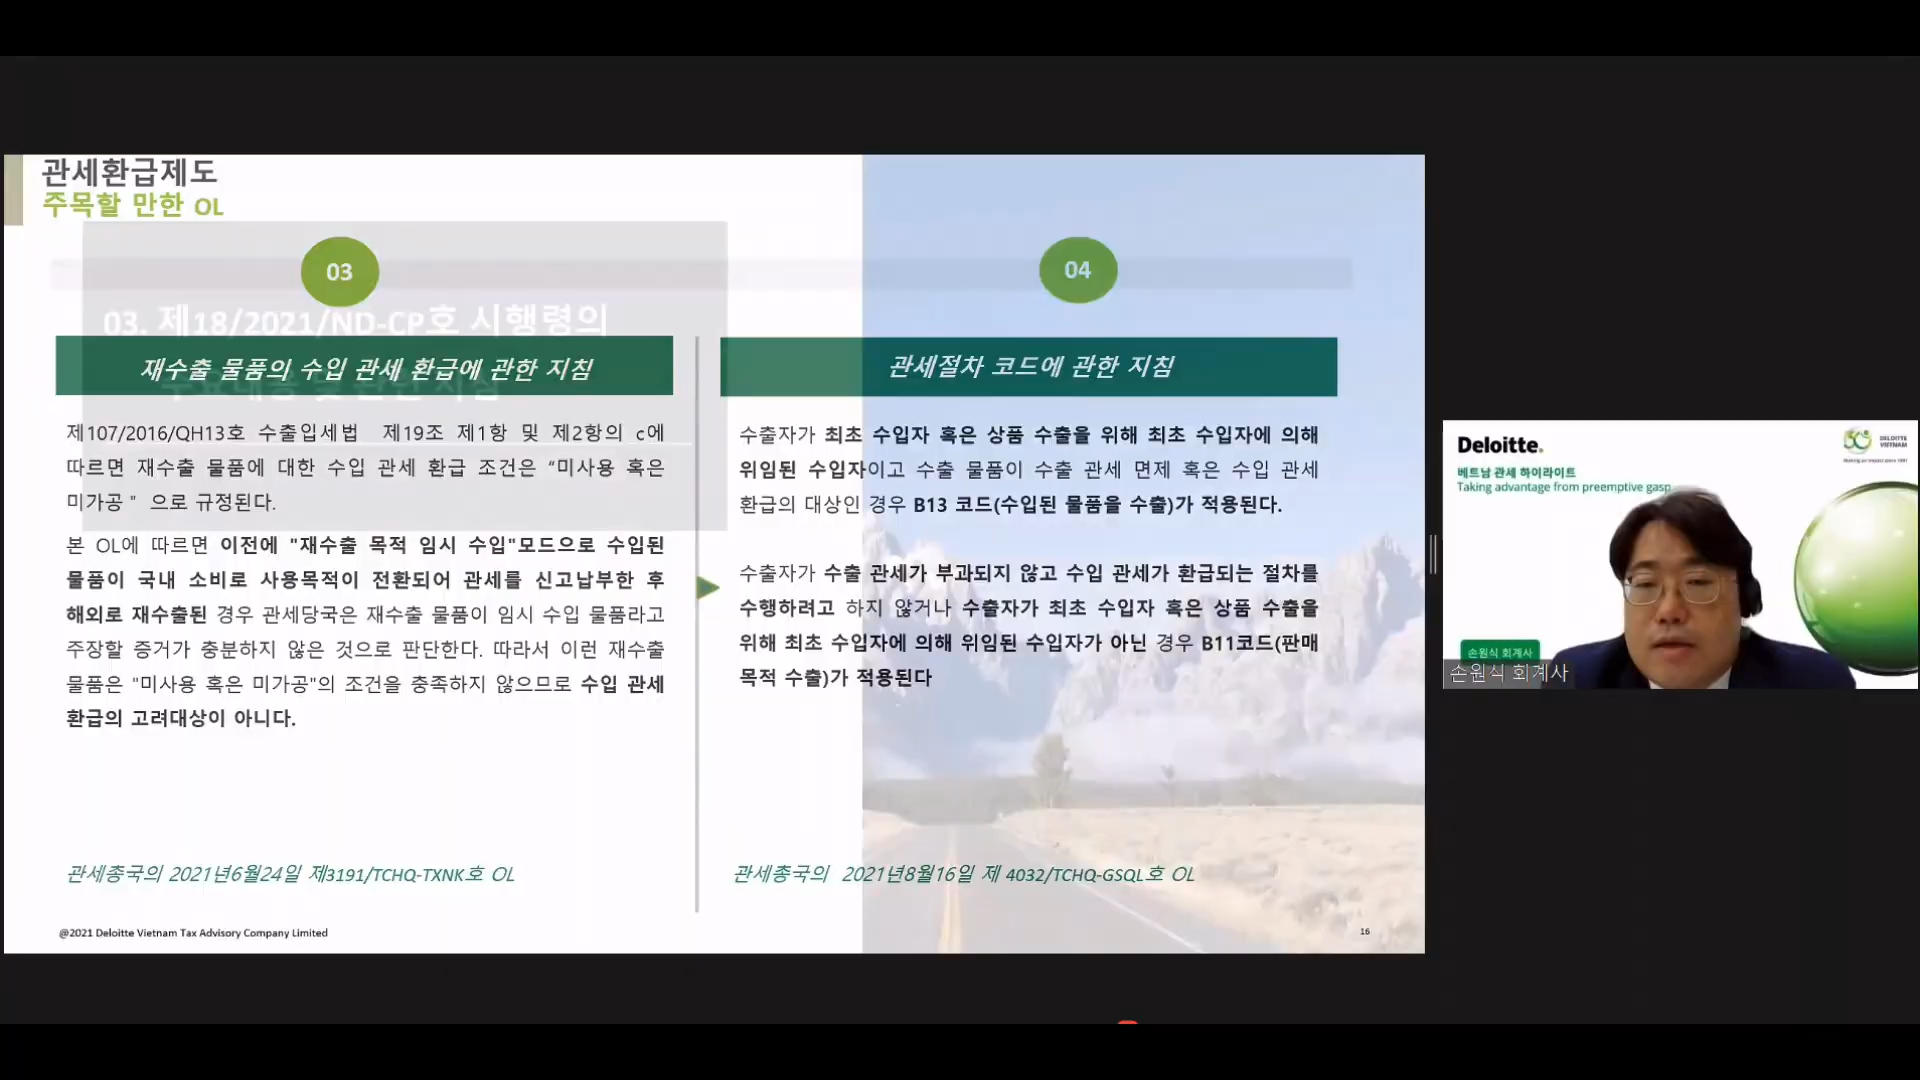 관세환급제도
주목할 만한 OL
03
03. 제18/2021/ND-CP호 시행령의
재수출 물품의 수입 관세 환급에 관한 지침
제107/2016/QH13호 수출입세법 제19조 제1항 및 제2항의 c에
따르면 재수출 물품에 대한 수입 관세 환급 조건은 “미사용 혹은
미가공 " 으로 규정된다.
본 OL에 따르면 이전에 "재수출 목적 임시 수입"모드으로 수입된
물품이 국내 소비로 사용목적이 전환되어 관세를 신고납부한 후
해외로 재수출된 경우 관세당국은 재수출 물품이 임시 수입 물품라고
주장할 증거가 충분하지 않은 것으로 판단한다. 따라서 이런 재수출
물품은 "미사용 혹은 미가공"의 조건을 충족하지 않으므로 수입 관세
환급의 고려대상이 아니다.
관세총국의 2021년6월24일 제3191/TCHQ-TXNK호 OL
04
관세절차 코드에 관한 지침
수출자가 최초 수입자 혹은 상품 수출을 위해 최초 수입자에 의해
위임된 수입자이고 수출 물품이 수출 관세 면제 혹은 수입 관세
환급의 대상인 경우 B13 코드(수입된 물품을 수출)가 적용된다.
수출자가 수출 관세가 부과되지 않고 수입 관세가 환급되는 절차를
수행하려고 하지 않거나 수출자가 최초 수입자 혹은 상품 수출을
위해 최초 수입자에 의해 위임된 수입자가 아닌 경우 B11코드(판매
목적 수출)가 적용된다
관세총국의 2021년8월16일 제 4032/TCHQ-GSQL호 OL
@2021 Deloitte Vietnam Tax Advisory Company Limited
16
Deloitte.
DELOITTE
VIETNAM
베트남 관세 하이라이트
Taking advantage from preemptive gasp
손원식 회계사
손원식 회계사